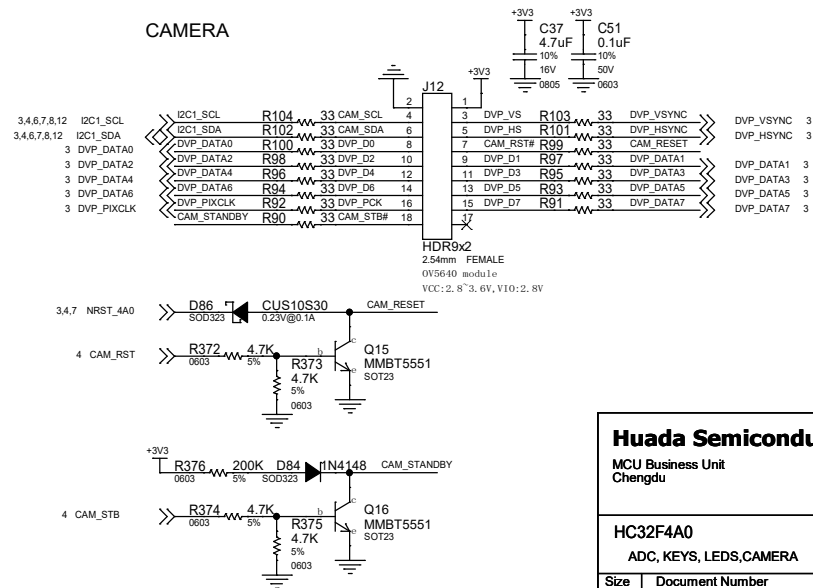 CAMERA
+3V3 +3V3
C37 C51
4.7uF 0.1uF
10% 10%
16V 50V
0805 0603
J12 +3V3
2 1
3,4,6,7,8,12 I2C1_SCL I2C1_SCL R104 33 CAM_SCL 4 3 DVP_VS R103 33 DVP_VSYNC DVP_VSYNC 3
3,4,6,7,8,12 I2C1_SDA I2C1_SDA R102 33 CAM_SDA 6 5 DVP_HS R101 33 DVP_HSYNC DVP_HSYNC 3
3 DVP_DATA0 DVP_DATA0 R100 33 DVP_D0 8 7 CAM_RST# R99 33 CAM_RESET
3 DVP_DATA2 DVP_DATA2 R98 33 DVP_D2 10 9 DVP_D1 R97 33 DVP_DATA1 DVP_DATA1 3
3 DVP_DATA4 DVP_DATA4 R96 33 DVP_D4 12 11 DVP_D3 R95 33 DVP_DATA3 DVP_DATA3 3
3 DVP_DATA6 DVP_DATA6 R94 33 DVP_D6 14 13 DVP_D5 R93 33 DVP_DATA5 DVP_DATA5 3
3 DVP_PIXCLK DVP_PIXCLK R92 33 DVP_PCK 16 15 DVP_D7 R91 33 DVP_DATA7 DVP_DATA7 3
CAM_STANDBY R90 33 CAM_STB# 18 17
HDR9x2
2.54mm FEMALE
OV5640 module
VCC:2.8~3.6V,VIO:2.8V
3,4,7 NRST_4A0 D86 CUS10S30 CAM_RESET
SOD323 0.23V@0.1A
4 CAM_RST R372 4.7K b c e Q15
0603 5% R373 MMBT5551
4.7K SOT23
5%
0603
+3V3
R376 200K D84 1N4148 CAM_STANDBY
0603 5% SOD323
4 CAM_STB R374 4.7K b c e Q16
0603 5% R375 MMBT5551
4.7K SOT23
5%
0603
Huada Semicondu
MCU Business Unit
Chengdu
HC32F4A0
ADC, KEYS, LEDS,CAMERA
Size Document Number